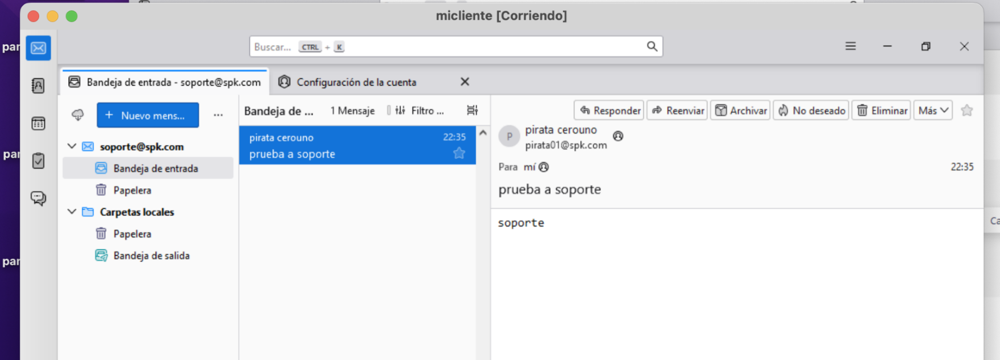 micliente [Corriendo]
par
Buscar... CTRL + K
Bandeja de entrada - soporte@spk.com
Configuración de la cuenta
+ Nuevo mens... ...
Bandeja de ... 1 Mensaje Filtro ...
Responder Reenviar Archivar No deseado Eliminar Más
soporte@spk.com
Bandeja de entrada
Papelera
Carpetas locales
Papelera
Bandeja de salida
par
par
pirata cerouno 22:35
prueba a soporte
P
pirata cerouno
pirata01@spk.com
Para mí 22:35
prueba a soporte
soporte
Ca